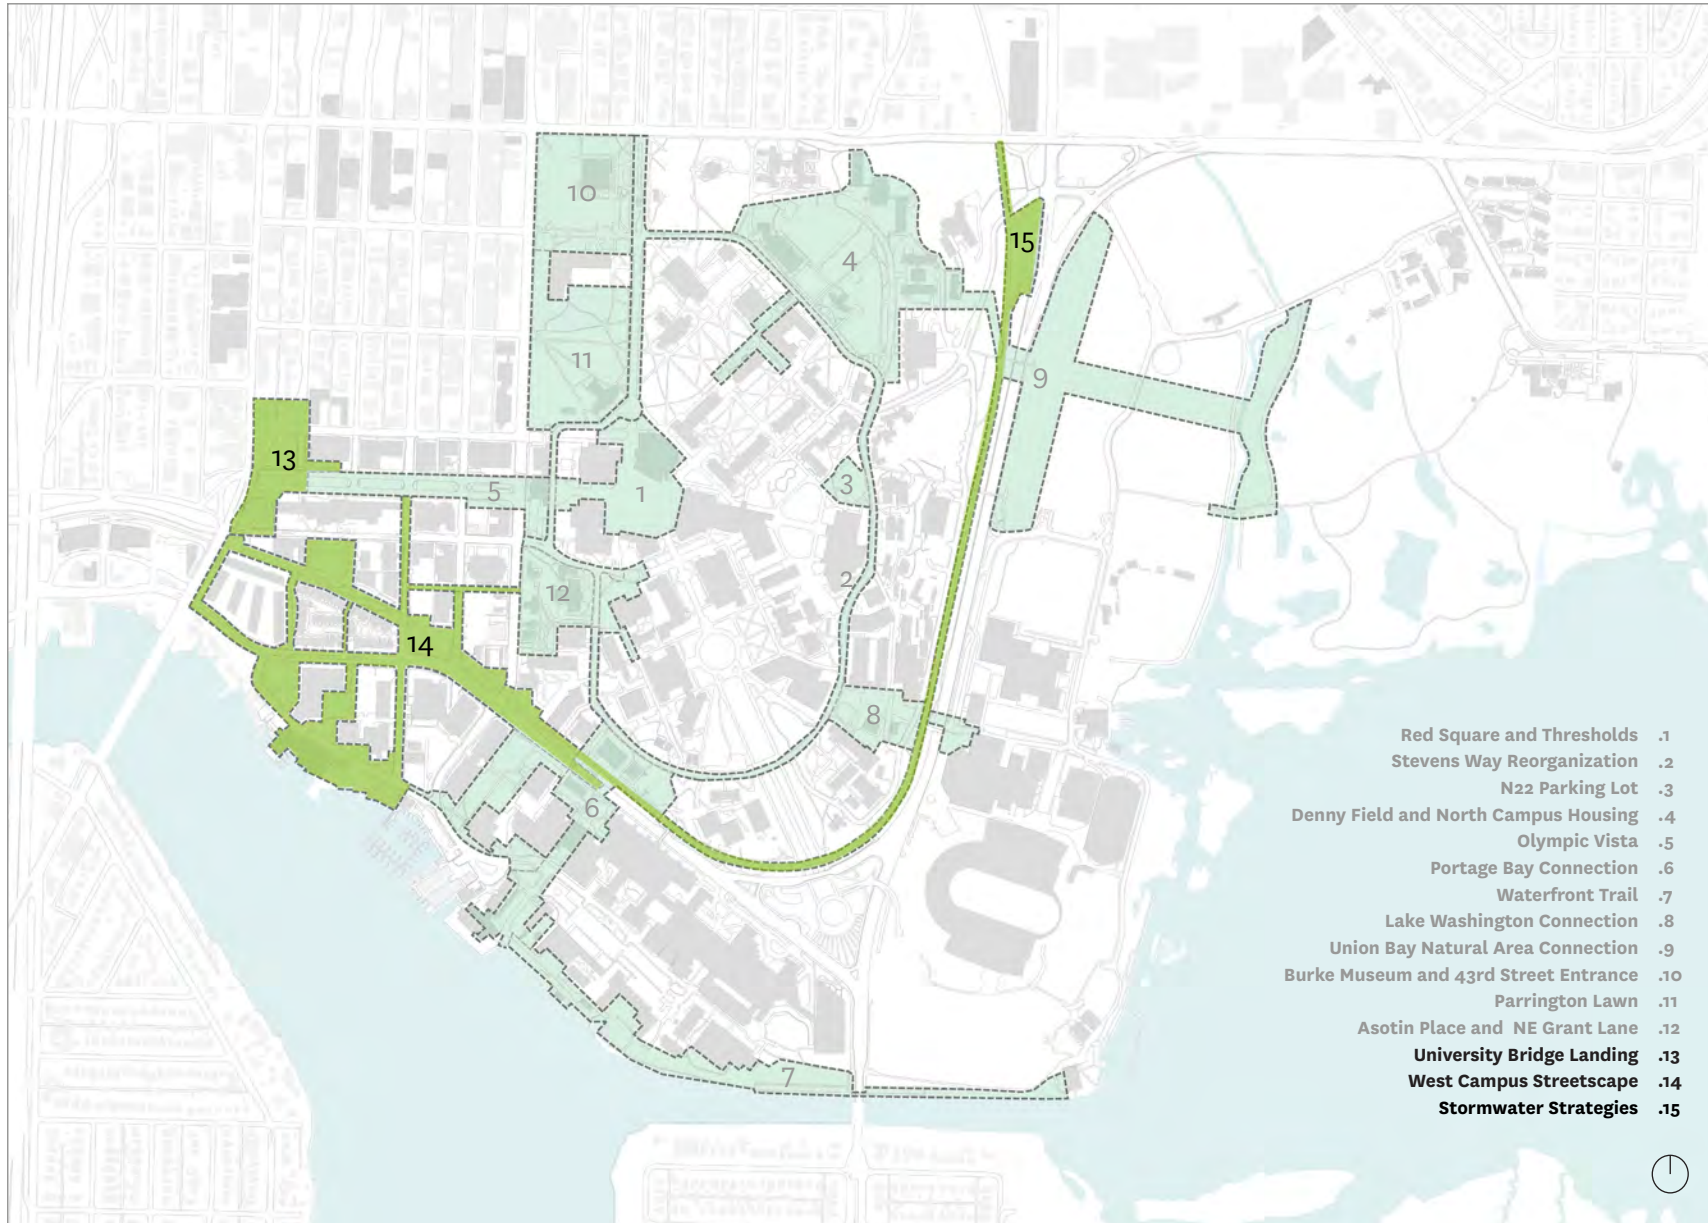 10
15
4
11
9
13
5
1
3
2
12
14
8
6
7
Red Square and Thresholds .1
Stevens Way Reorganization .2
N22 Parking Lot .3
Denny Field and North Campus Housing .4
Olympic Vista .5
Portage Bay Connection .6
Waterfront Trail .7
Lake Washington Connection .8
Union Bay Natural Area Connection .9
Burke Museum and 43rd Street Entrance .10
Parrington Lawn .11
Asotin Place and NE Grant Lane .12
University Bridge Landing .13
West Campus Streetscape .14
Stormwater Strategies .15